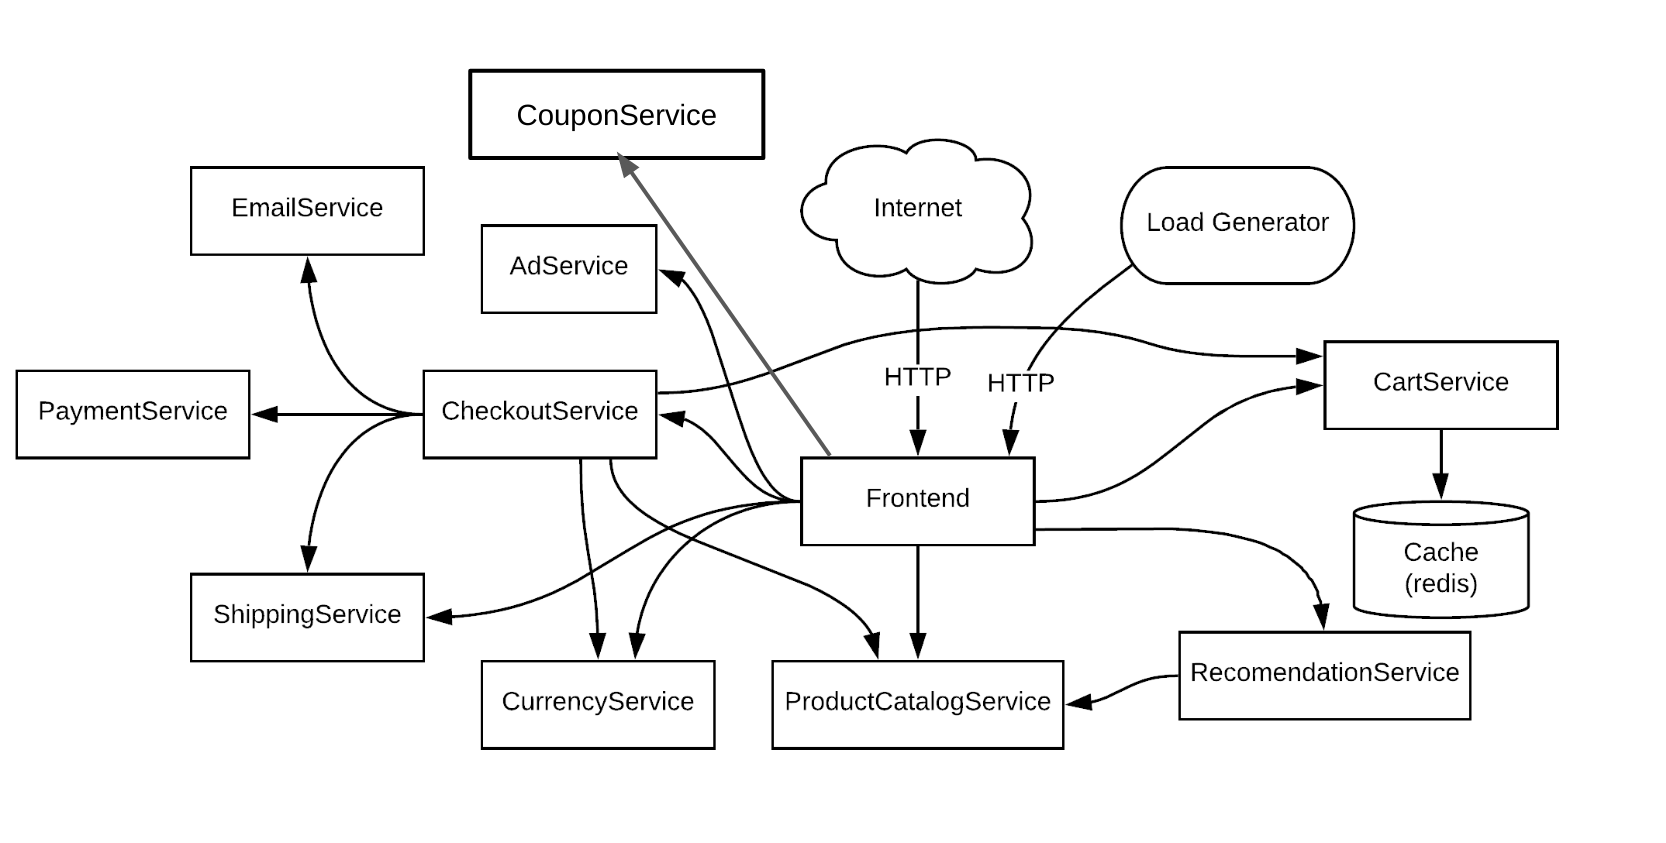 CouponService
EmailService
Internet
Load Generator
AdService
HTTP
HTTP
CartService
PaymentService
CheckoutService
Frontend
Cache
(redis)
ShippingService
RecomendationService
CurrencyService
ProductCatalogService